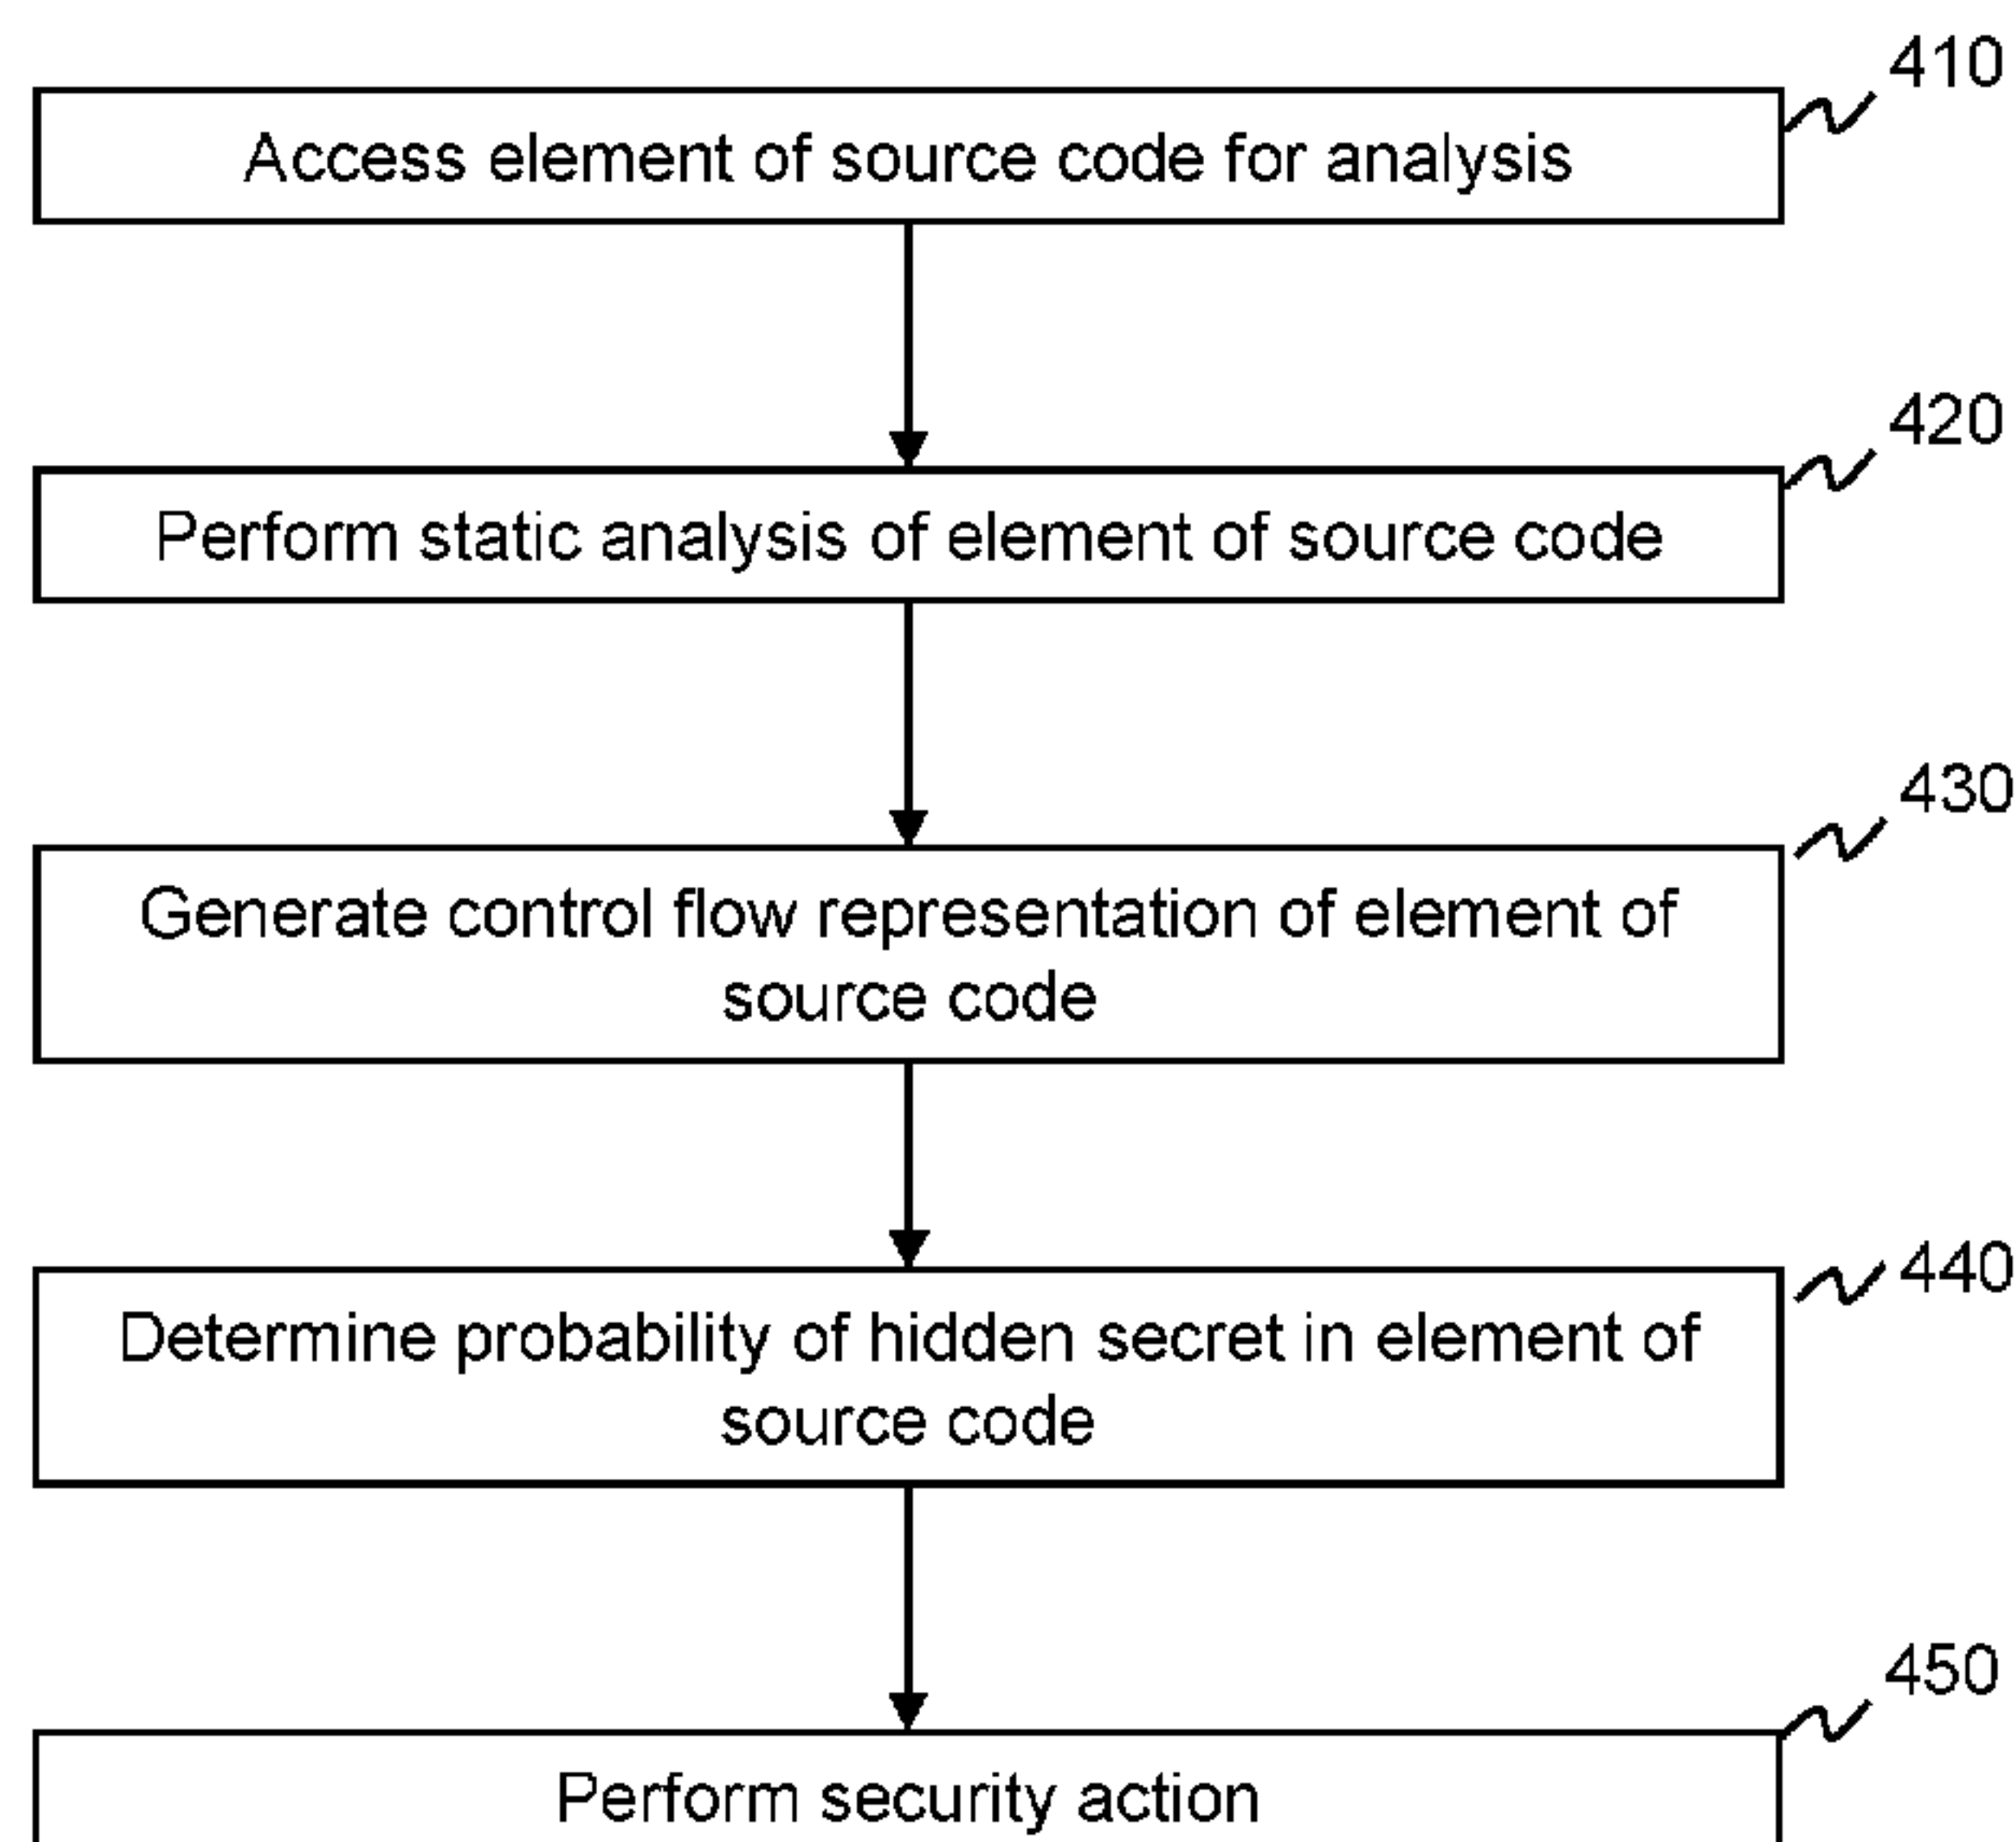 410
Access element of source code for analysis
420
Perform static analysis of element of source code
430
Generate control flow representation of element of
source code
440
Determine probability of hidden secret in element of
source code
450
Perform security action